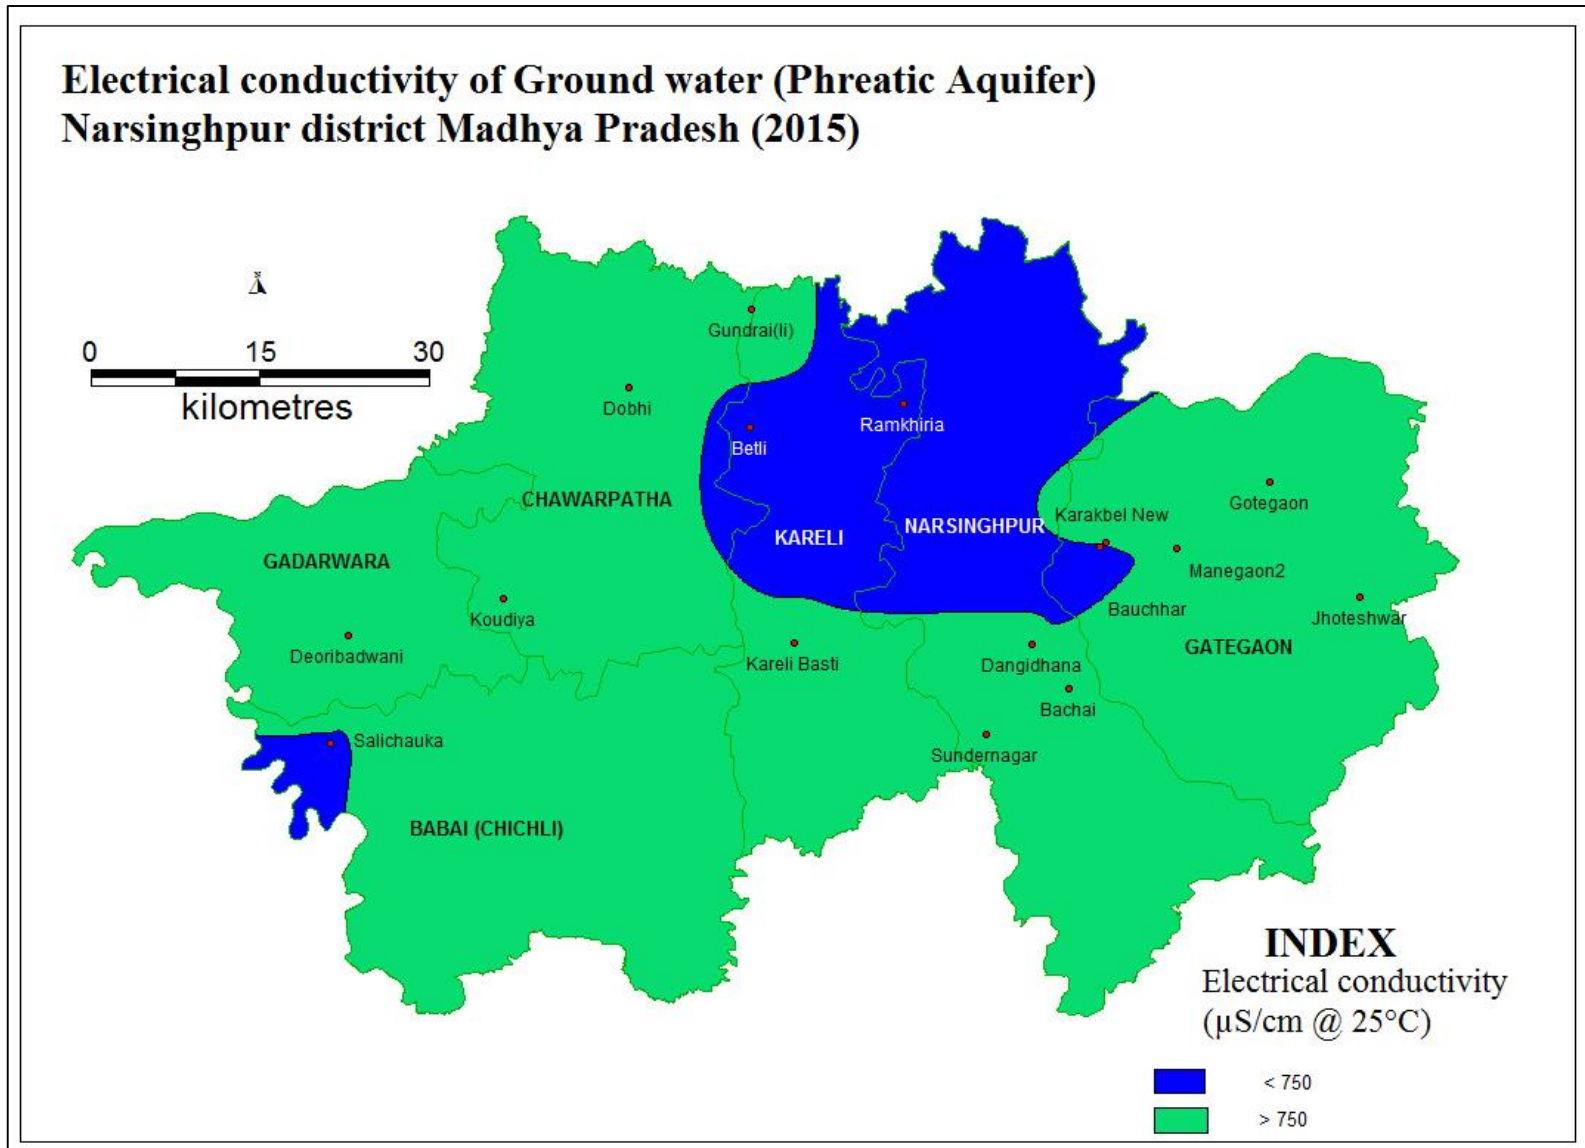 Electrical conductivity of Ground water (Phreatic Aquifer)
Narsinghpur district Madhya Pradesh (2015)
0 15 30
kilometres
Gundrai(Ii)
Dobhi
Ramkhiria
Betli
CHAWARPATHA
Gotegaon
Karakbel New
NARSINGHPUR
KARELI
GADARWARA
Manegaon2
Bauchhar
Koudiya
Jhoteshwar
GATEGAON
Deoribadwani
Kareli Basti
Dangidhana
Bachai
Salichauka
Sundernagar
BABAI (CHICHLI)
INDEX
Electrical conductivity
(µS/cm @ 25°C)
< 750
> 750